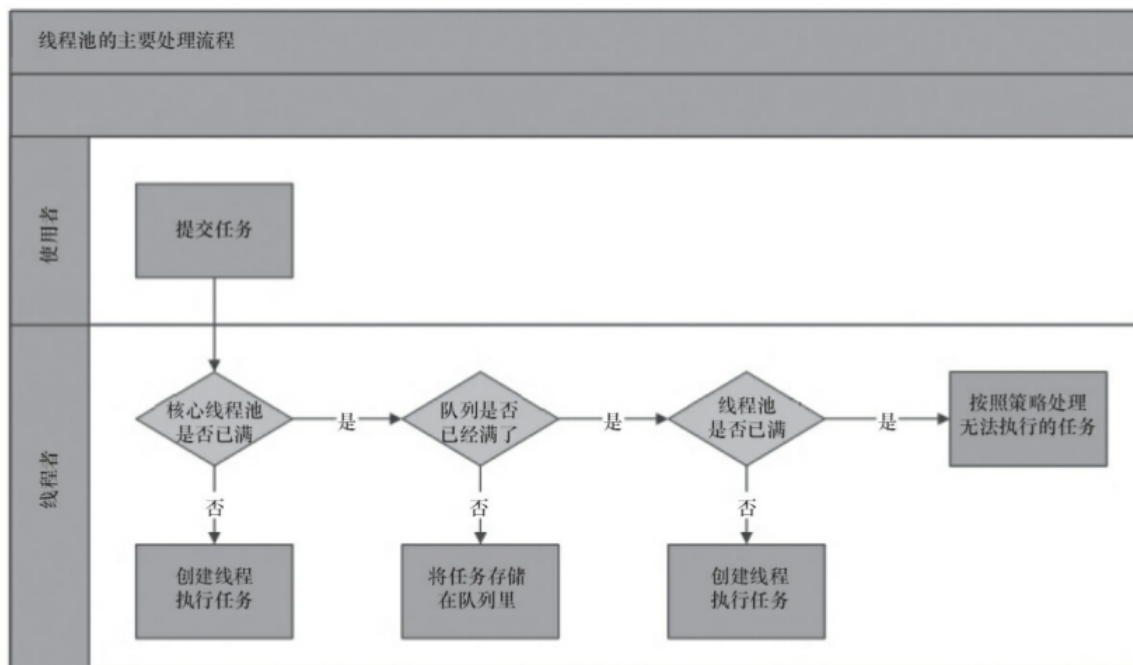 线程池的主要处理流程
使用者
提交任务
线程者
核心线程池
是否已满
是
队列是否
已经满了
是
线程池
是否已满
是
按照策略处理
无法执行的任务
否
否
否
创建线程
执行任务
将任务存储
在队列里
创建线程
执行任务